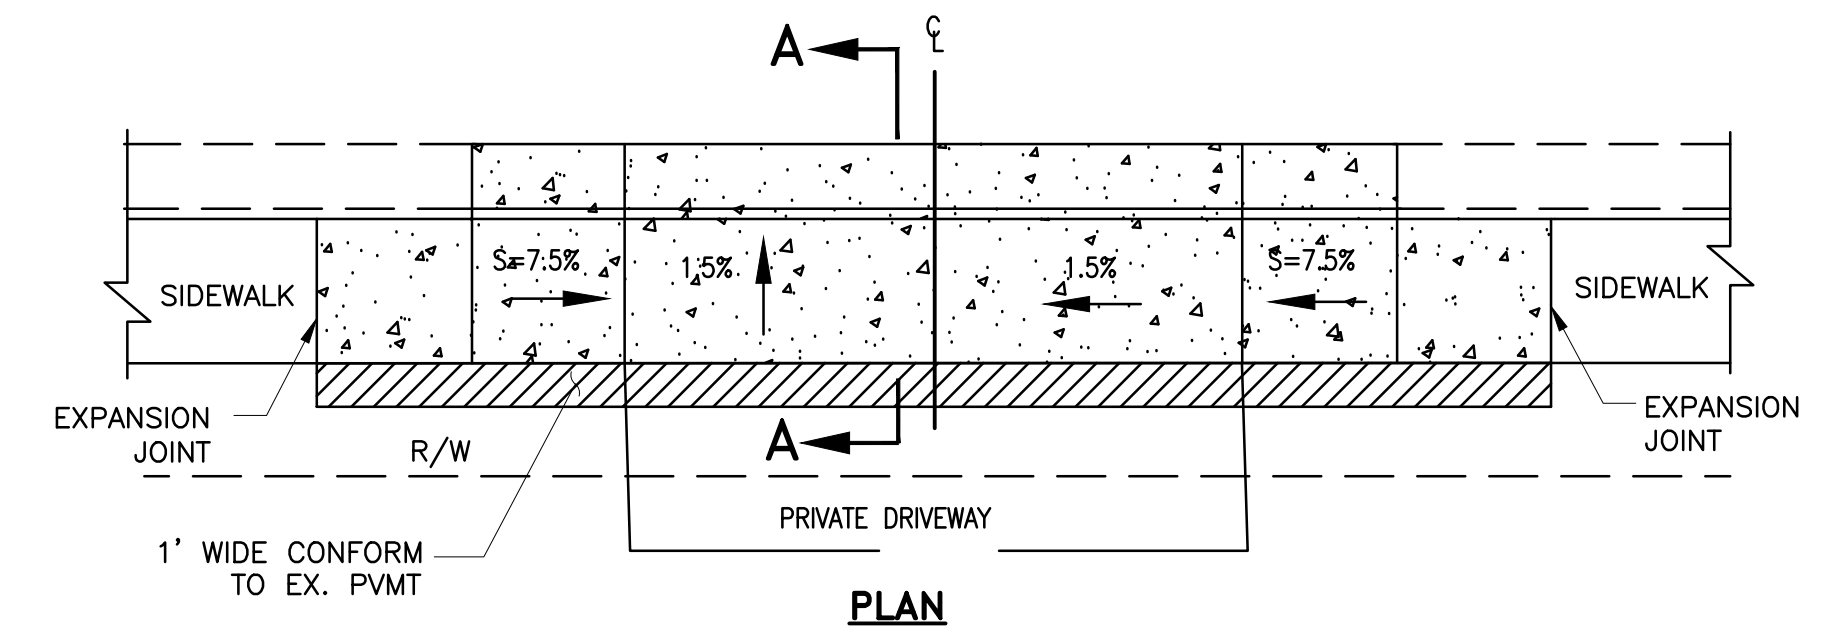 A
℄
S=7.5%
1.5%
1.5%
S=7.5%
SIDEWALK
SIDEWALK
EXPANSION
JOINT
R/W
A
EXPANSION
JOINT
PRIVATE DRIVEWAY
1' WIDE CONFORM
TO EX. PVMT
PLAN